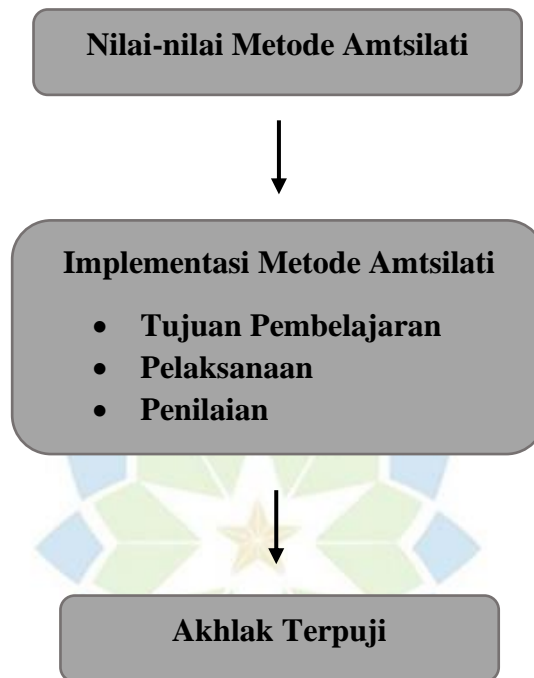 Nilai-nilai Metode Amtsilati
Implementasi Metode Amtsilati
• Tujuan Pembelajaran
• Pelaksanaan
• Penilaian
Akhlak Terpuji